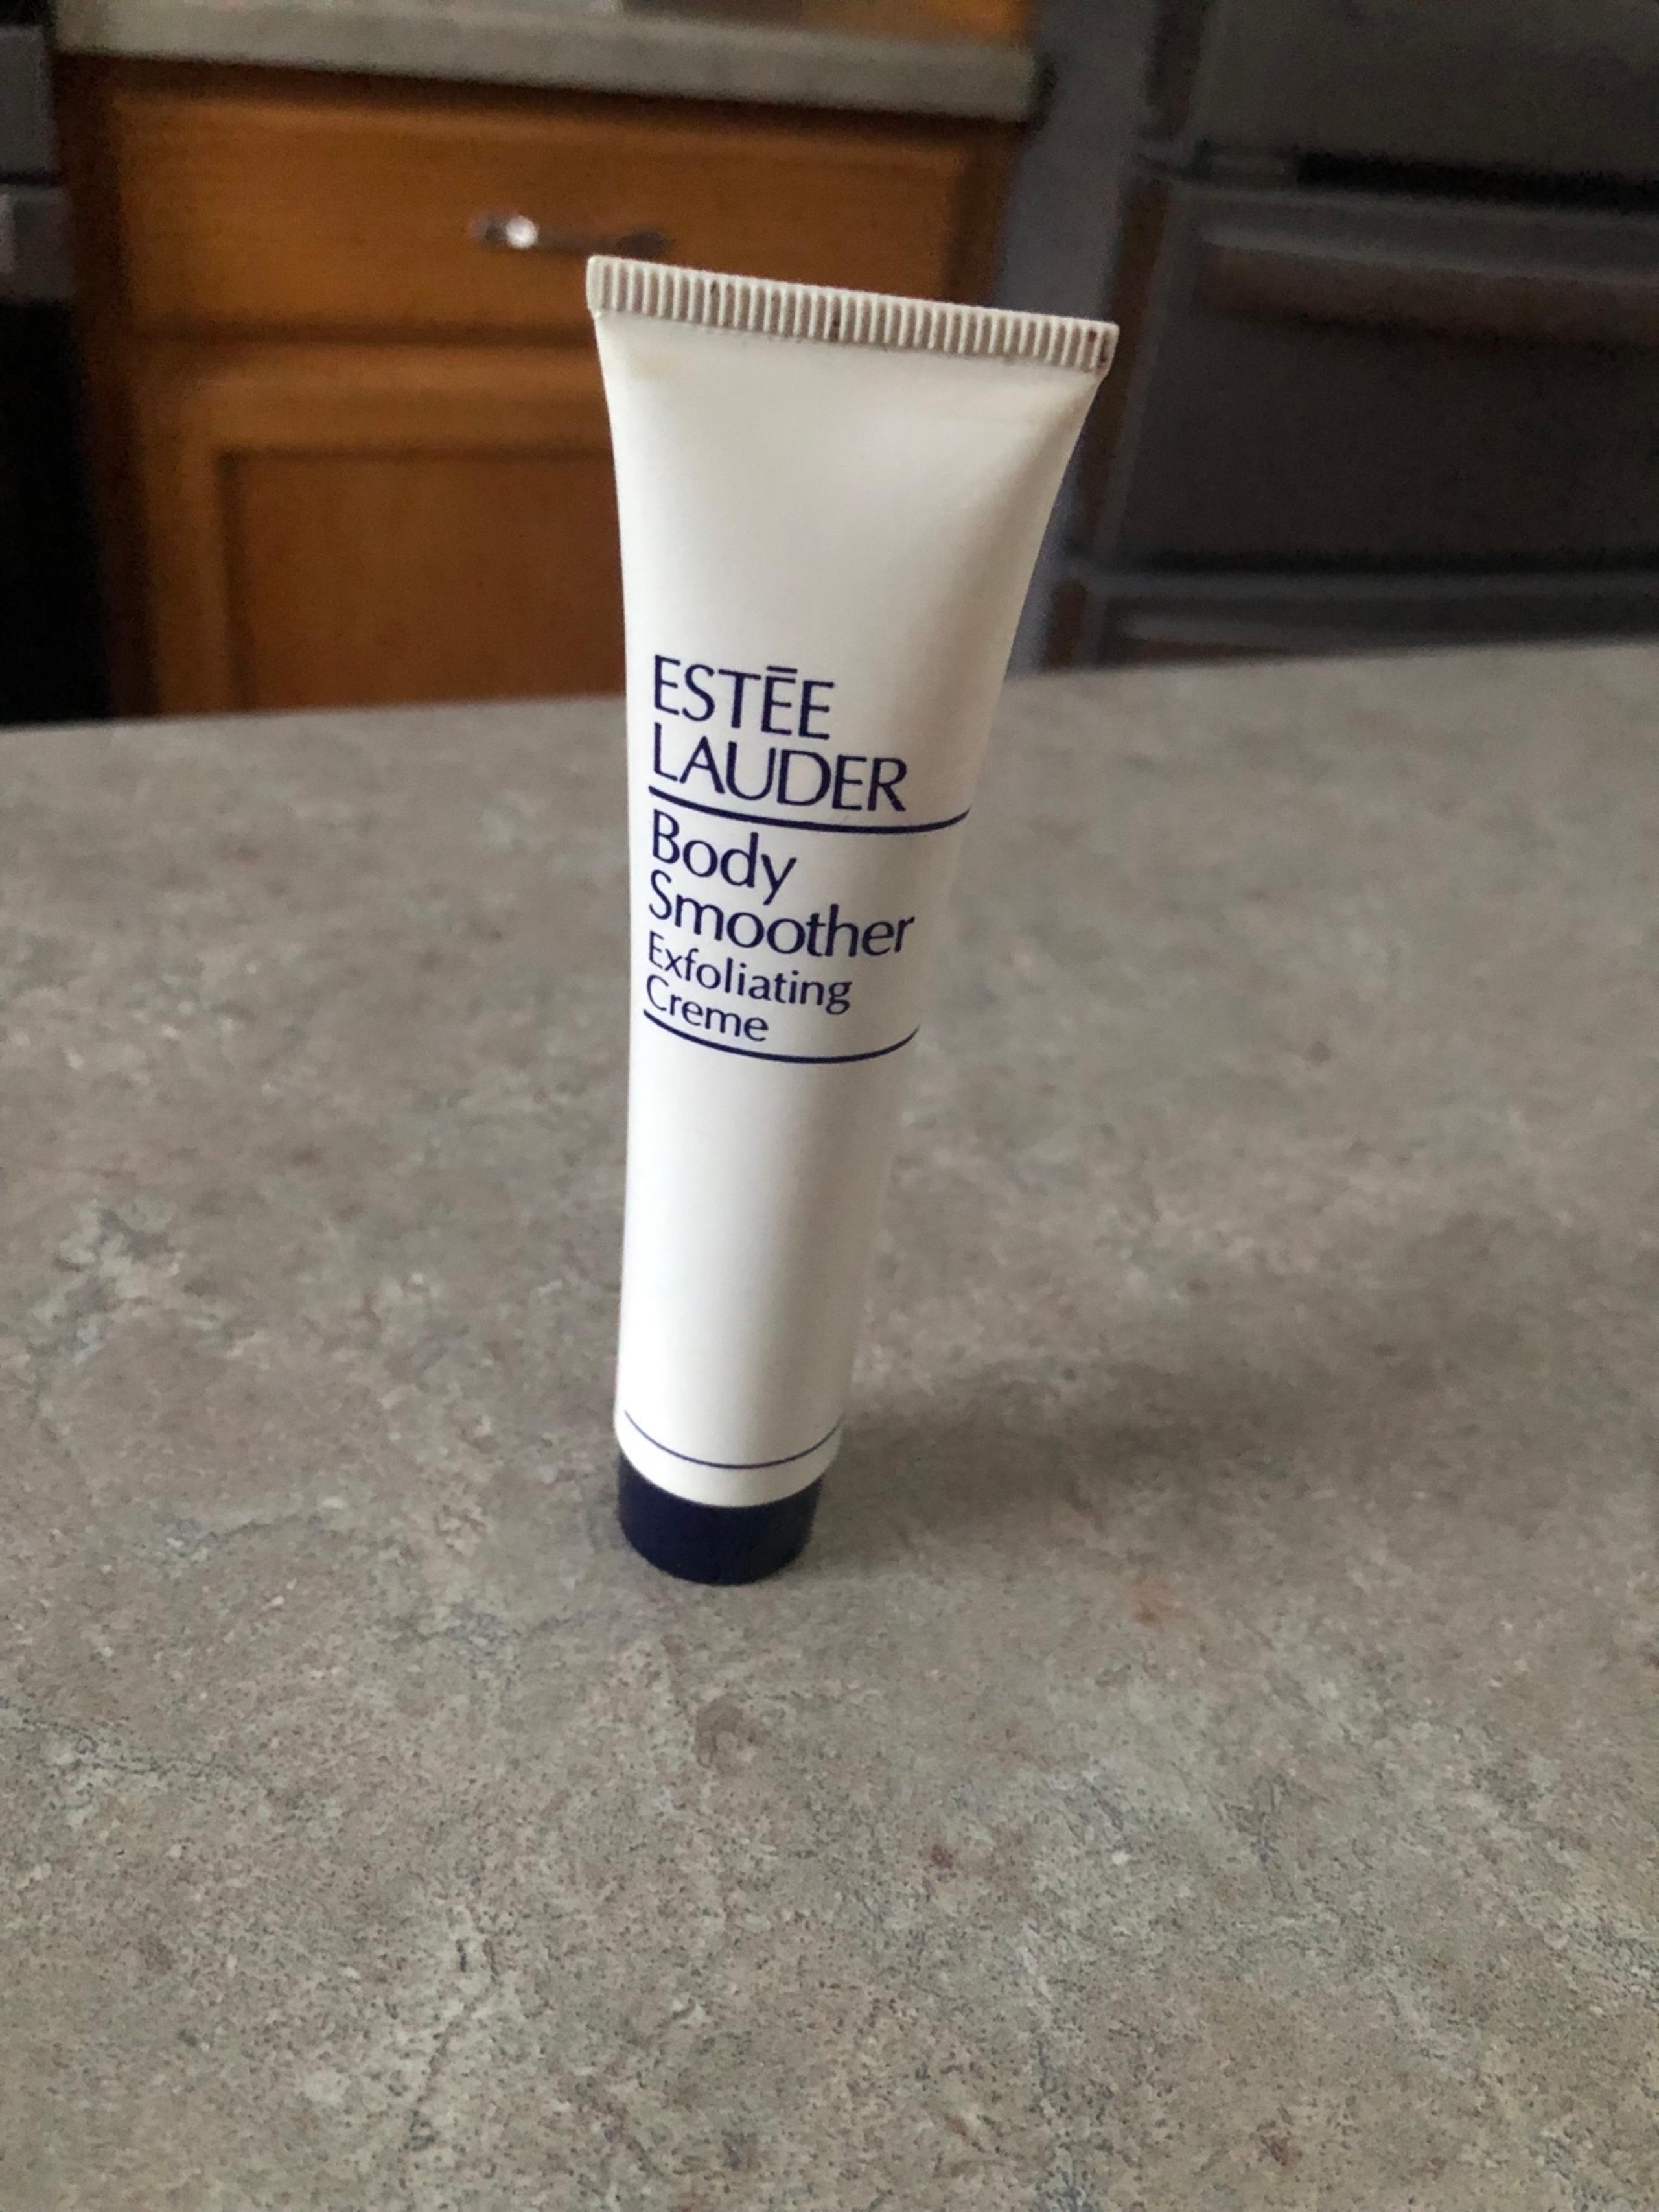 ESTĒE
LAUDER
Body
Smoother
Exfoliating
Creme